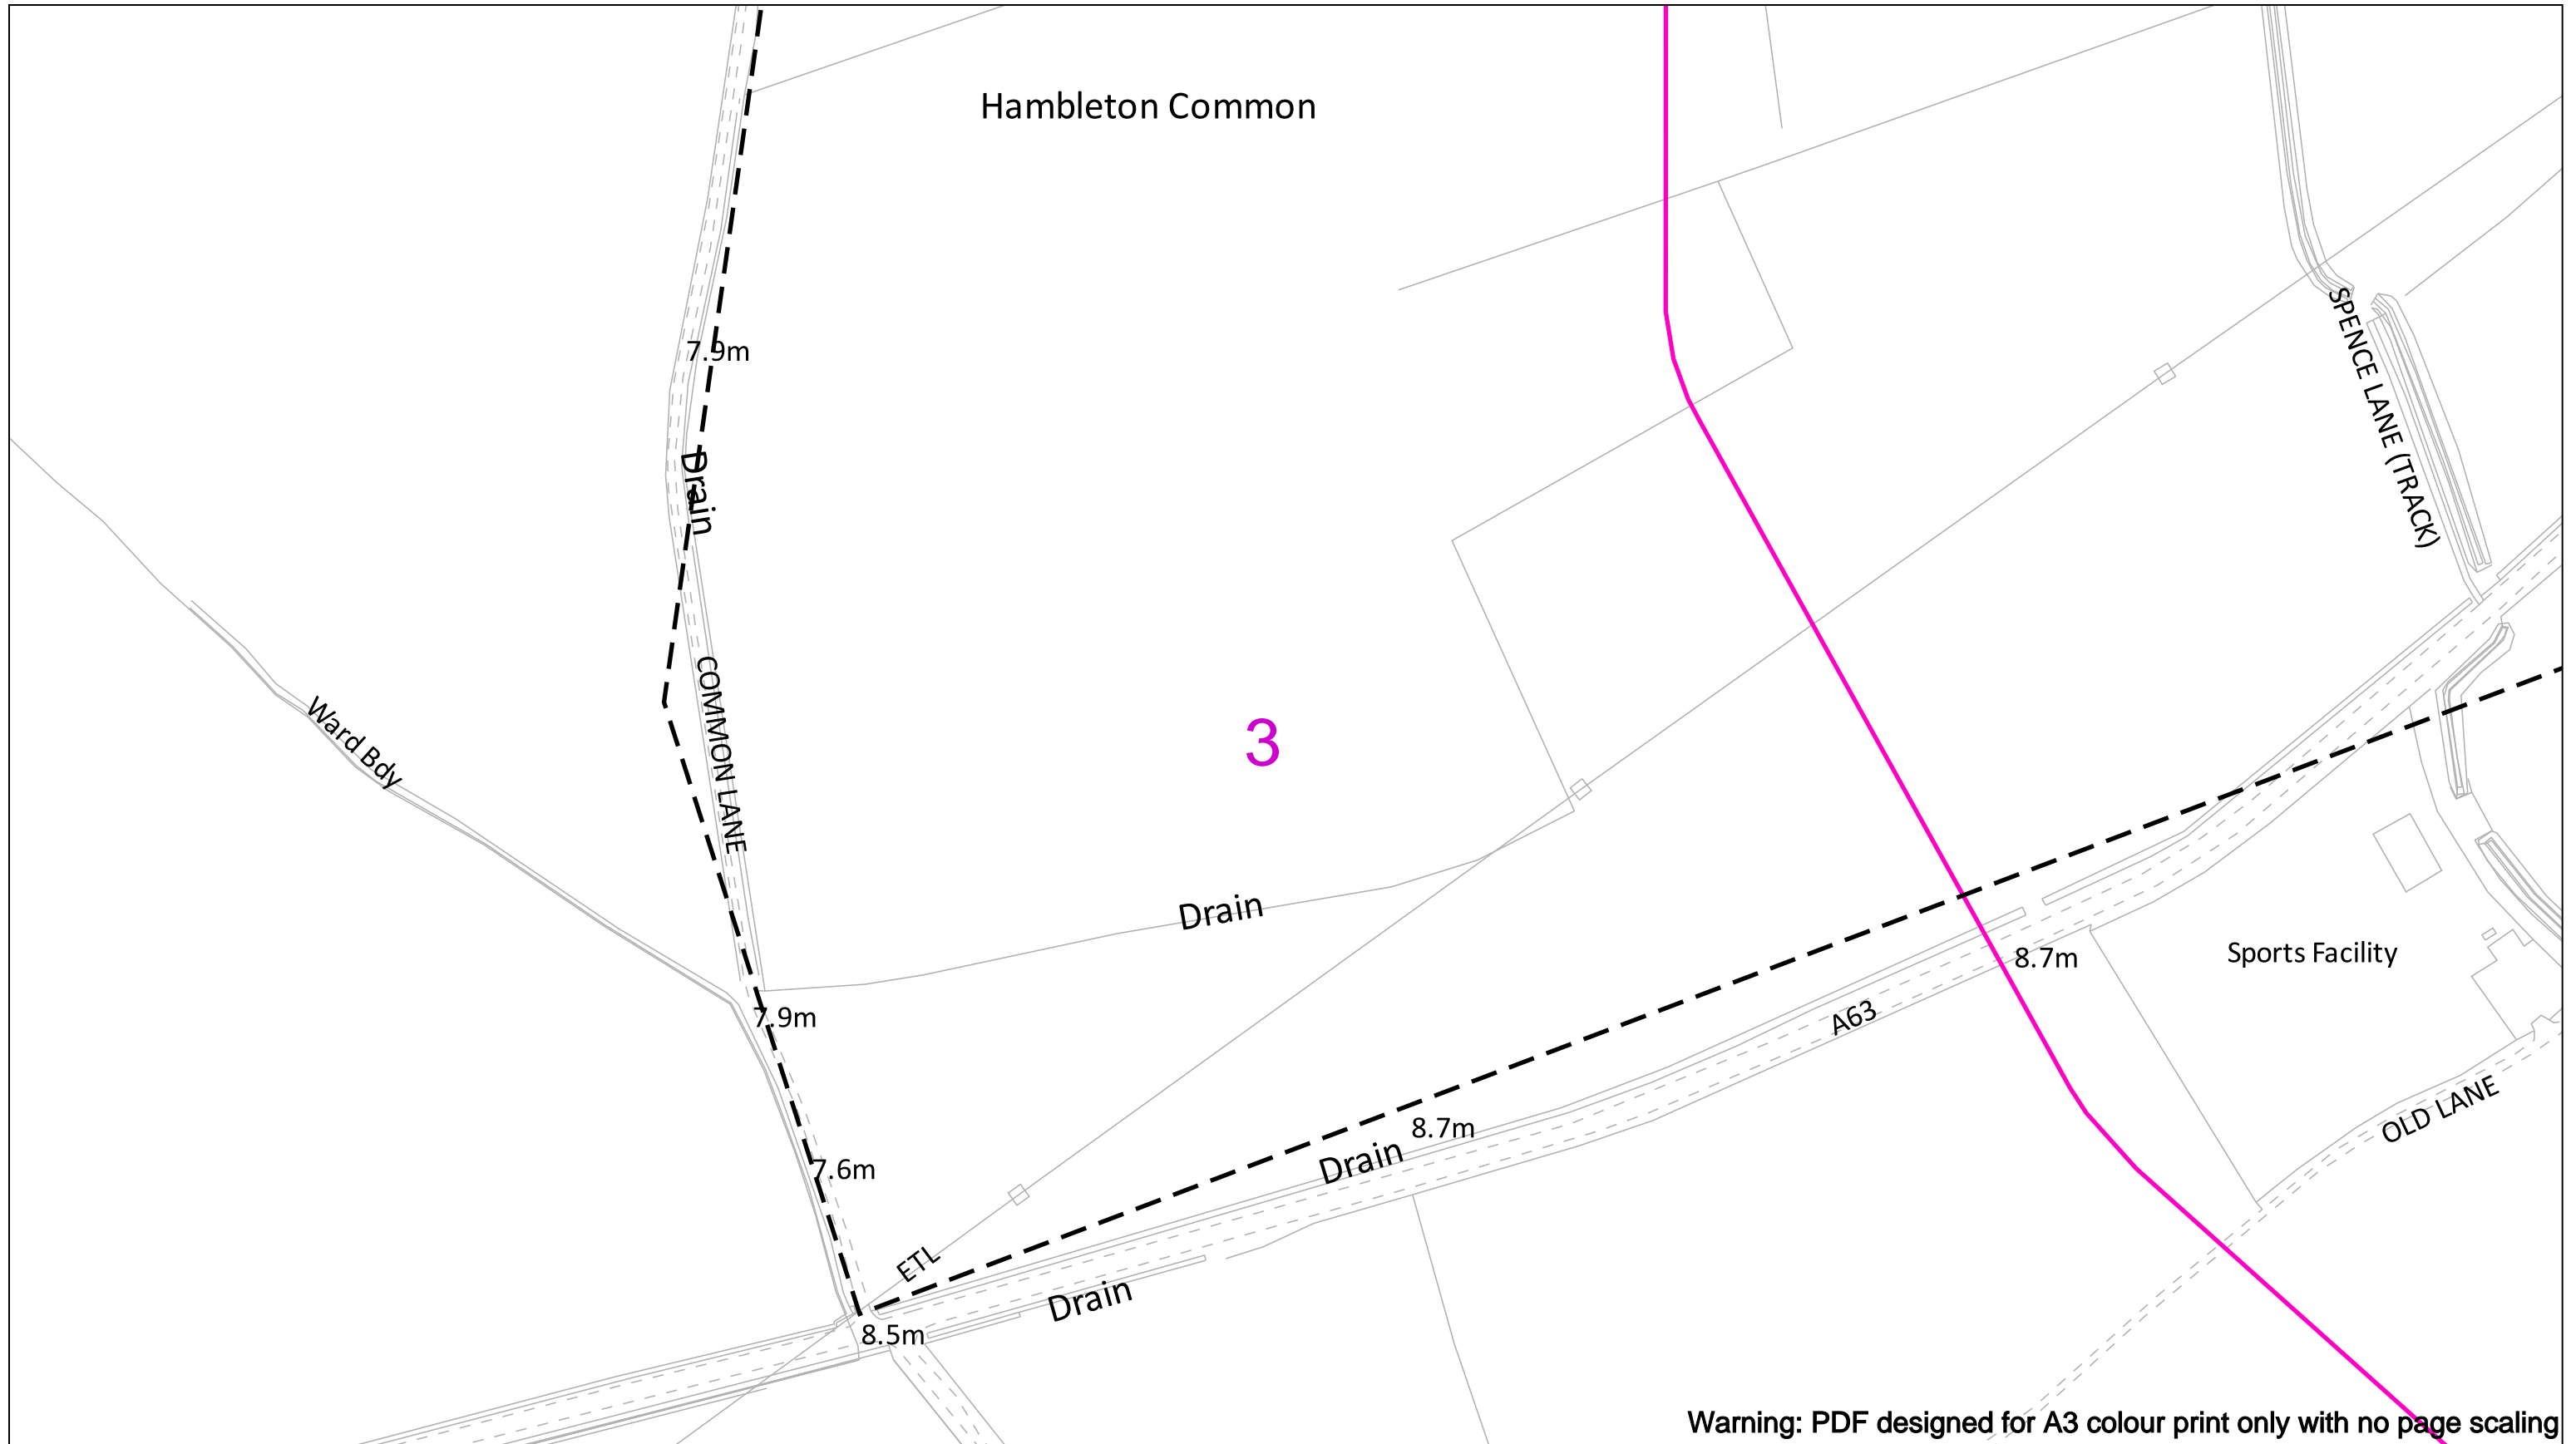 Hambleton Common
7.9m
SPENCE LANE (TRACK)
Drain
COMMON LANE
Ward Bdy
3
Drain
Sports Facility
8.7m
7.9m
A63
8.7m
OLD LANE
Drain
7.6m
ETL
Drain
8.5m
Warning: PDF designed for A3 colour print only with no page scaling